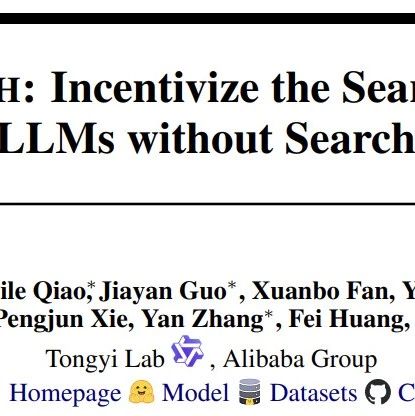 H: Incentivize the Sear
LLMs without Search
ile Qiao*, Jiayan Guo*, Xuanbo Fan, Y
Pengjun Xie, Yan Zhang*, Fei Huang,
Tongyi Lab , Alibaba Group
Homepage Model Datasets C